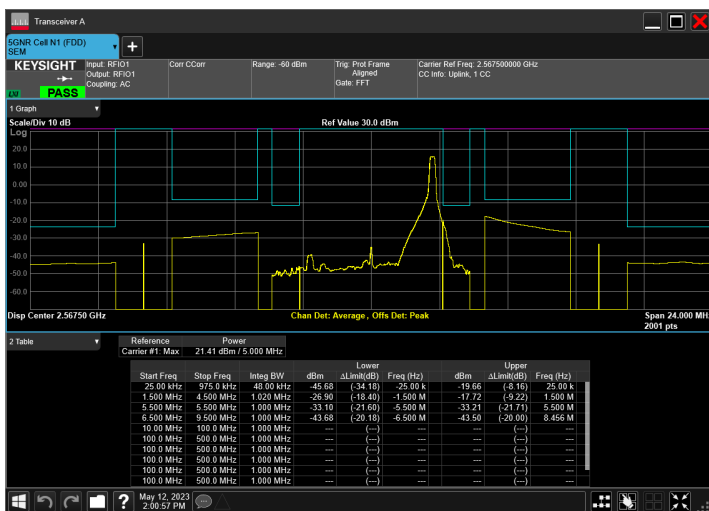 Transceiver A
5GNR Cell N1 (FDD)
SEM
KEYSIGHT
LXI
PASS
Input: RFIO1
Output: RFIO1
Coupling: AC
Corr CCorr
Range: -60 dBm
Trig: Prot Frame
Aligned
Gate: FFT
Carrier Ref Freq: 2.567500000 GHz
CC Info: Uplink, 1 CC
1 Graph
Scale/Div 10 dB
Ref Value 30.0 dBm
Log
20.0
10.0
0.00
-10.0
-20.0
-30.0
-40.0
-50.0
-60.0
Disp Center 2.56750 GHz
Chan Det: Average , Offs Det: Peak
Span 24.000 MH
2001 pts
2 Table
Reference Power
Carrier #1: Max 21.41 dBm / 5.000 MHz
Lower Upper
Start Freq Stop Freq Integ BW dBm ΔLimit(dB) Freq (Hz) dBm ΔLimit(dB) Freq (Hz)
25.00 kHz 975.0 kHz 48.00 kHz -45.68 (-34.18) -25.00 k -19.66 (-8.16) 25.00 k
1.500 MHz 4.500 MHz 1.020 MHz -26.90 (-18.40) -1.500 M -17.72 (-9.22) 1.500 M
5.500 MHz 5.500 MHz 1.000 MHz -33.10 (-21.60) -5.500 M -33.21 (-21.71) 5.500 M
6.500 MHz 9.500 MHz 1.000 MHz -43.68 (-20.18) -6.500 M -43.50 (-20.00) 8.456 M
10.00 MHz 100.0 MHz 1.000 MHz --- (---) --- --- (---) ---
100.0 MHz 500.0 MHz 1.000 MHz --- (---) --- --- (---) ---
100.0 MHz 500.0 MHz 1.000 MHz --- (---) --- --- (---) ---
100.0 MHz 500.0 MHz 1.000 MHz --- (---) --- --- (---) ---
100.0 MHz 500.0 MHz 1.000 MHz --- (---) --- --- (---) ---
100.0 MHz 500.0 MHz 1.000 MHz --- (---) --- --- (---) ---
May 12, 2023
2:00:57 PM